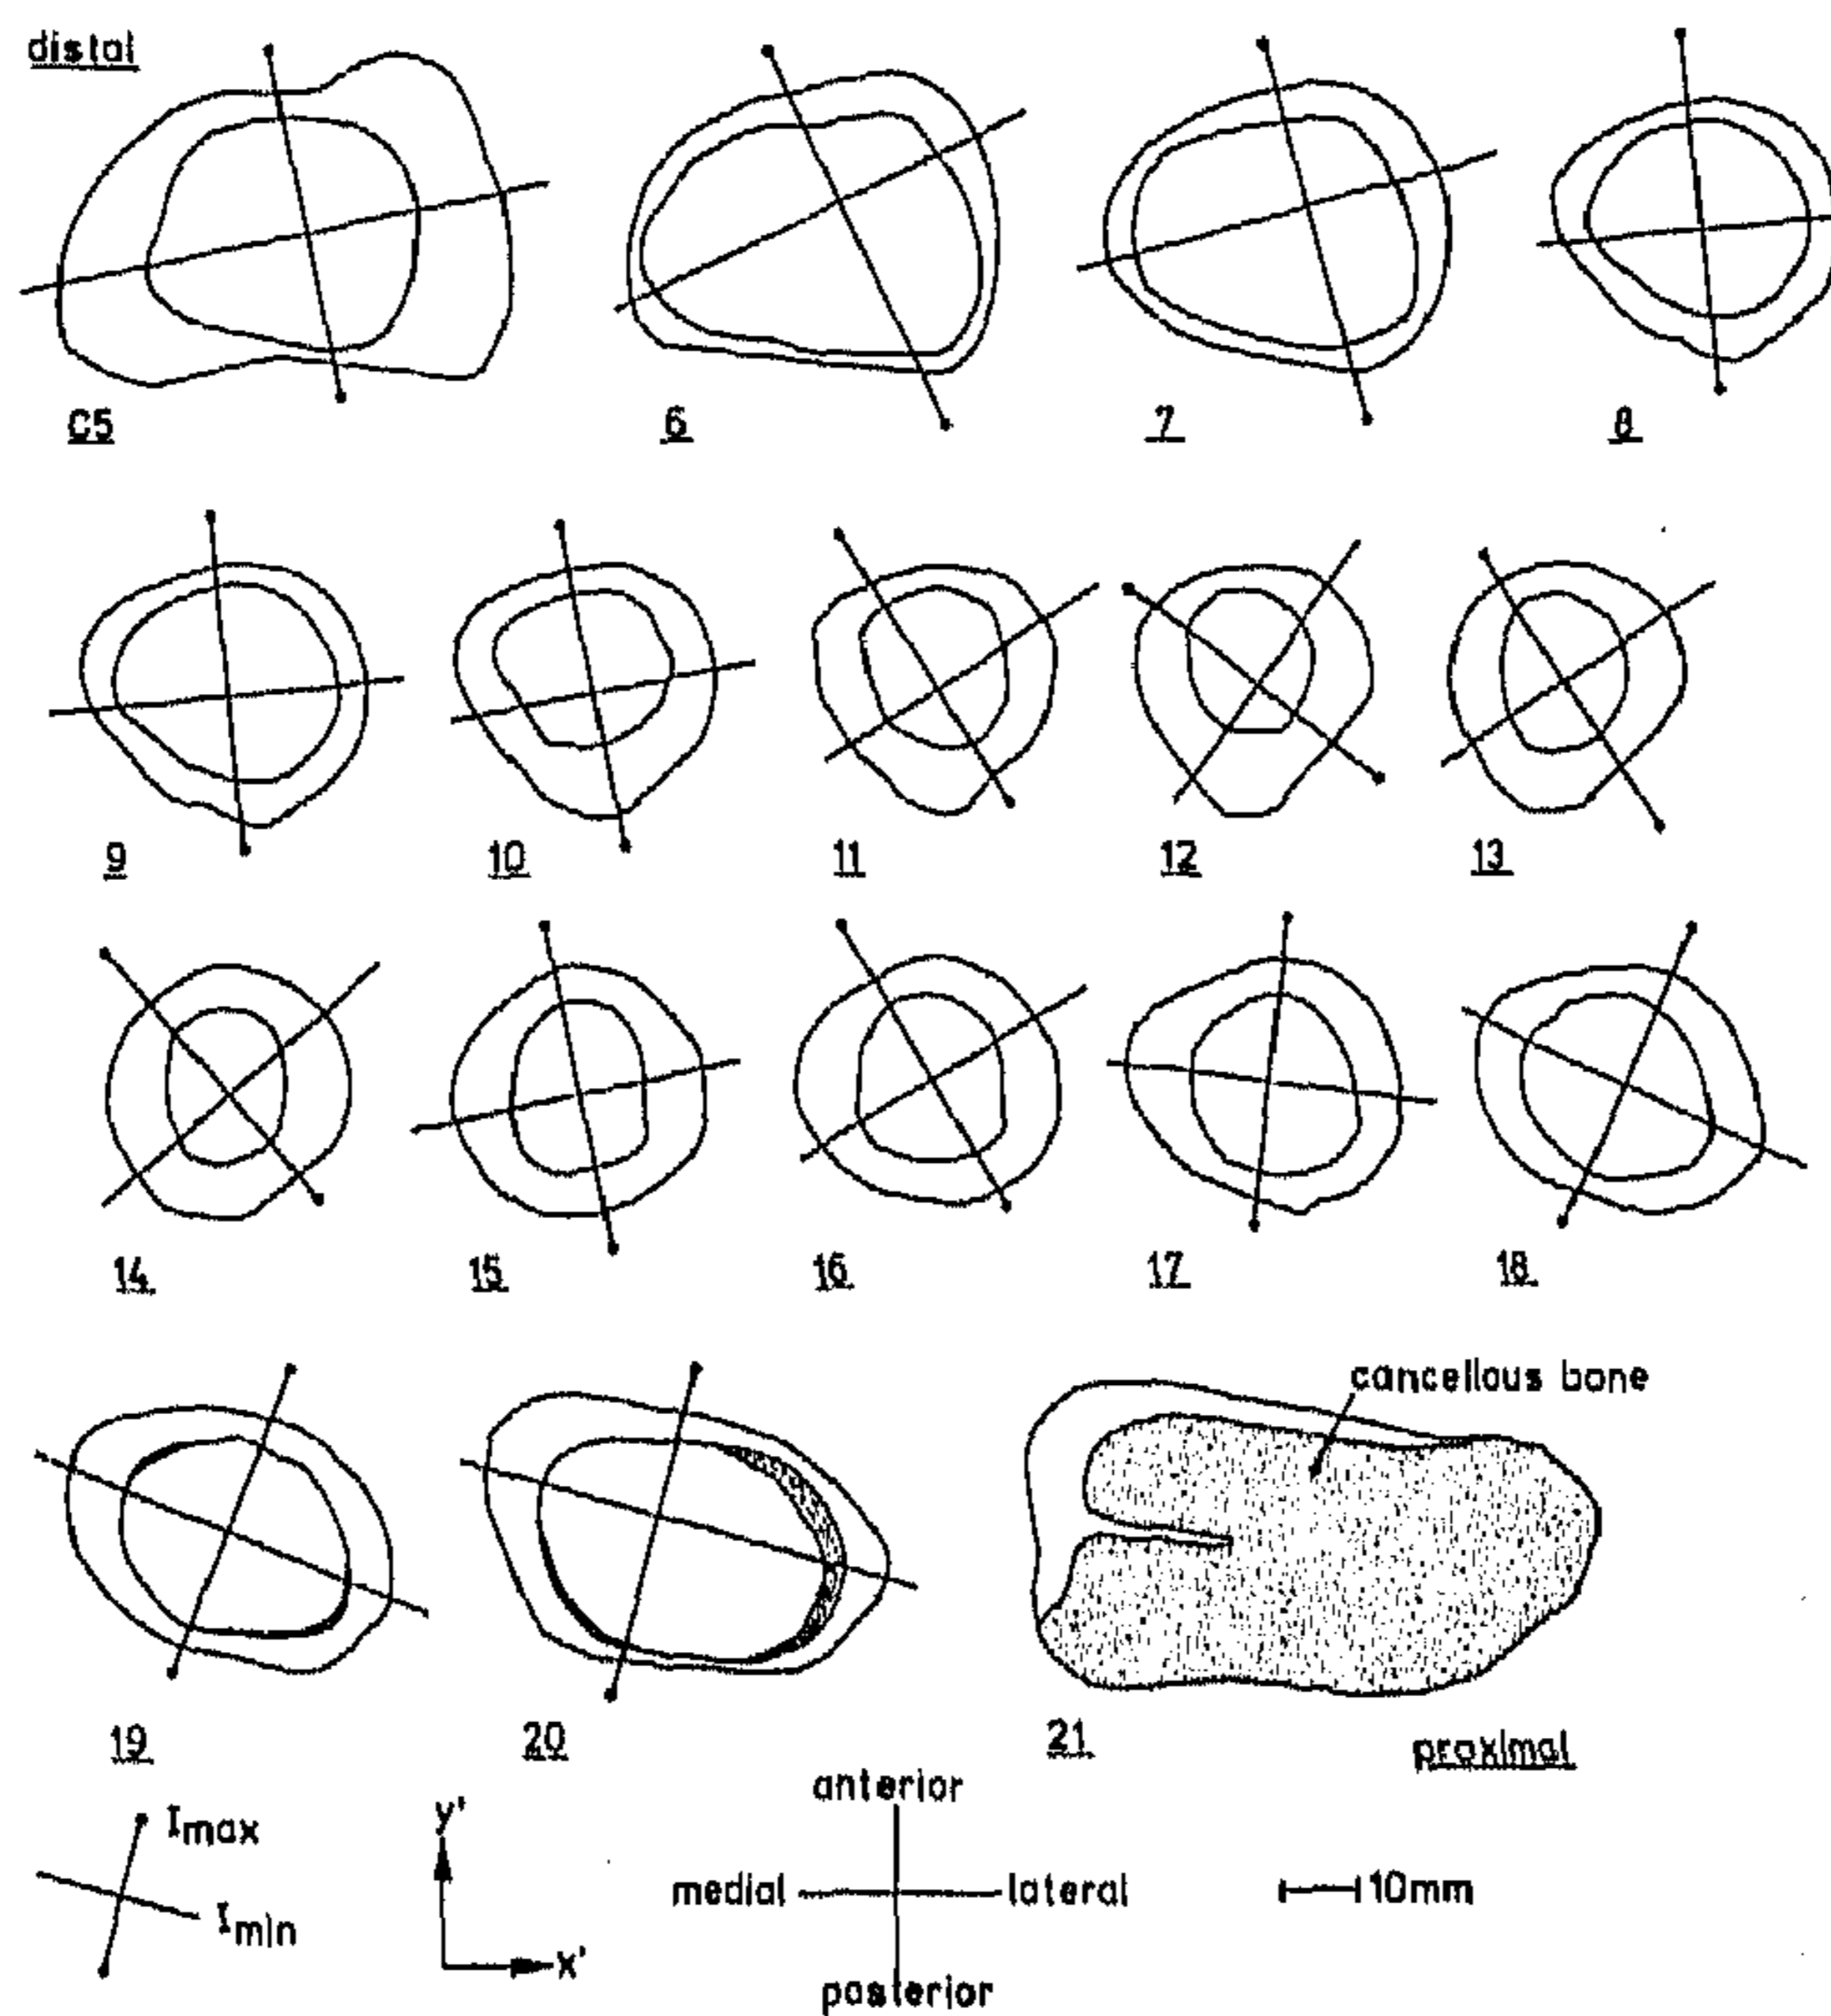 distal
C5 6 7 8
9 10 11 12 13
14 15 16 17 18
cancellous bone
19 20 21
proximal
anterior
Imax y'
medial lateral 10mm
Imin
x'
posterior